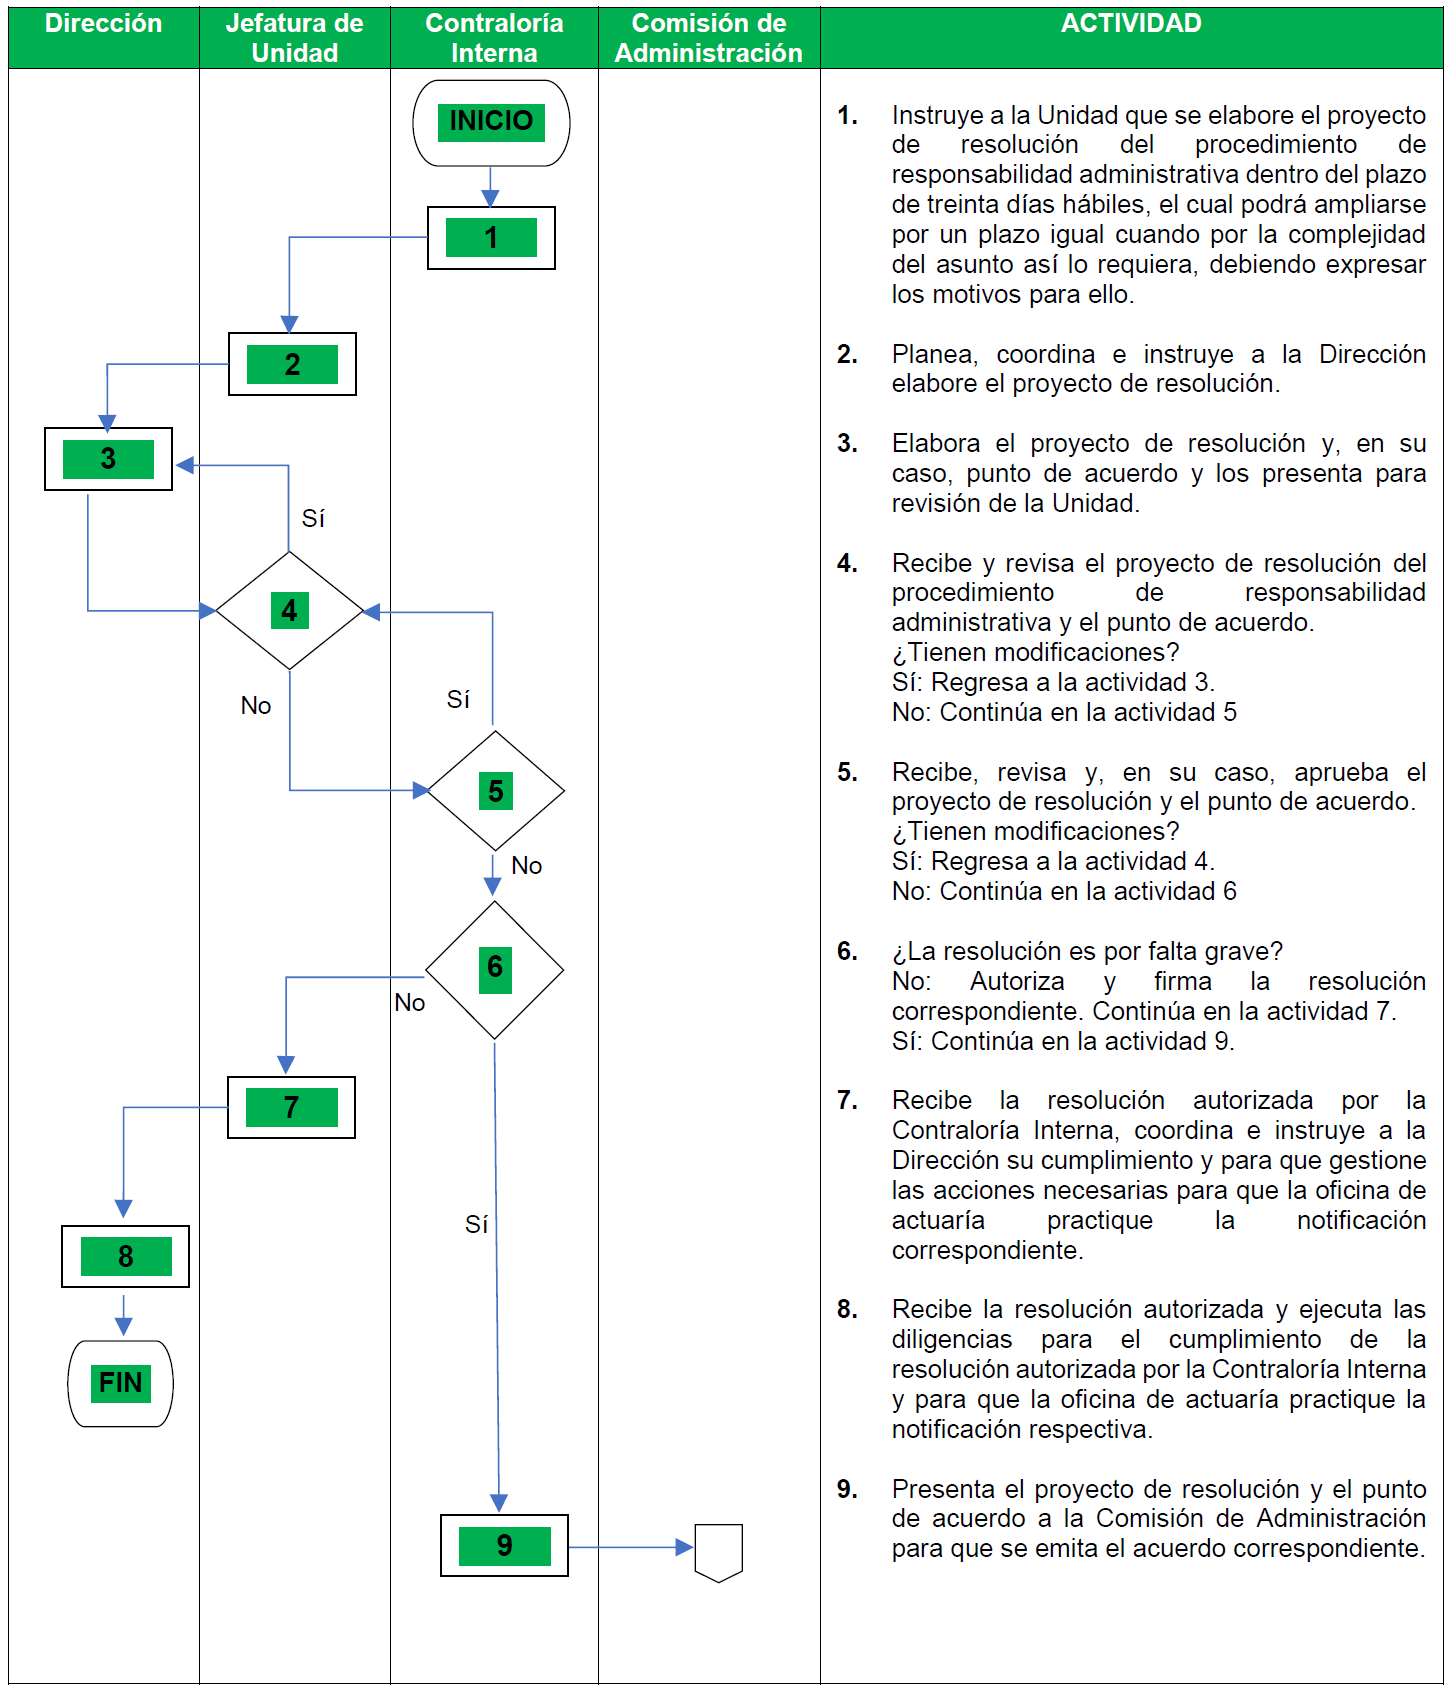 Dirección
Jefatura de
Unidad
Contraloría
Interna
Comisión de
Administración
ACTIVIDAD
INICIO
1
2
3
Sí
4
No
Sí
5
No
6
No
7
Sí
8
FIN
9
1. Instruye a la Unidad que se elabore el proyecto
de resolución del procedimiento de
responsabilidad administrativa dentro del plazo
de treinta días hábiles, el cual podrá ampliarse
por un plazo igual cuando por la complejidad
del asunto así lo requiera, debiendo expresar
los motivos para ello.
2. Planea, coordina e instruye a la Dirección
elabore el proyecto de resolución.
3. Elabora el proyecto de resolución y, en su
caso, punto de acuerdo y los presenta para
revisión de la Unidad.
4. Recibe y revisa el proyecto de resolución del
procedimiento de responsabilidad
administrativa y el punto de acuerdo.
¿Tienen modificaciones?
Sí: Regresa a la actividad 3.
No: Continúa en la actividad 5
5. Recibe, revisa y, en su caso, aprueba el
proyecto de resolución y el punto de acuerdo.
¿Tienen modificaciones?
Sí: Regresa a la actividad 4.
No: Continúa en la actividad 6
6. ¿La resolución es por falta grave?
No: Autoriza y firma la resolución
correspondiente. Continúa en la actividad 7.
Sí: Continúa en la actividad 9.
7. Recibe la resolución autorizada por la
Contraloría Interna, coordina e instruye a la
Dirección su cumplimiento y para que gestione
las acciones necesarias para que la oficina de
actuaría practique la notificación
correspondiente.
8. Recibe la resolución autorizada y ejecuta las
diligencias para el cumplimiento de la
resolución autorizada por la Contraloría Interna
y para que la oficina de actuaría practique la
notificación respectiva.
9. Presenta el proyecto de resolución y el punto
de acuerdo a la Comisión de Administración
para que se emita el acuerdo correspondiente.